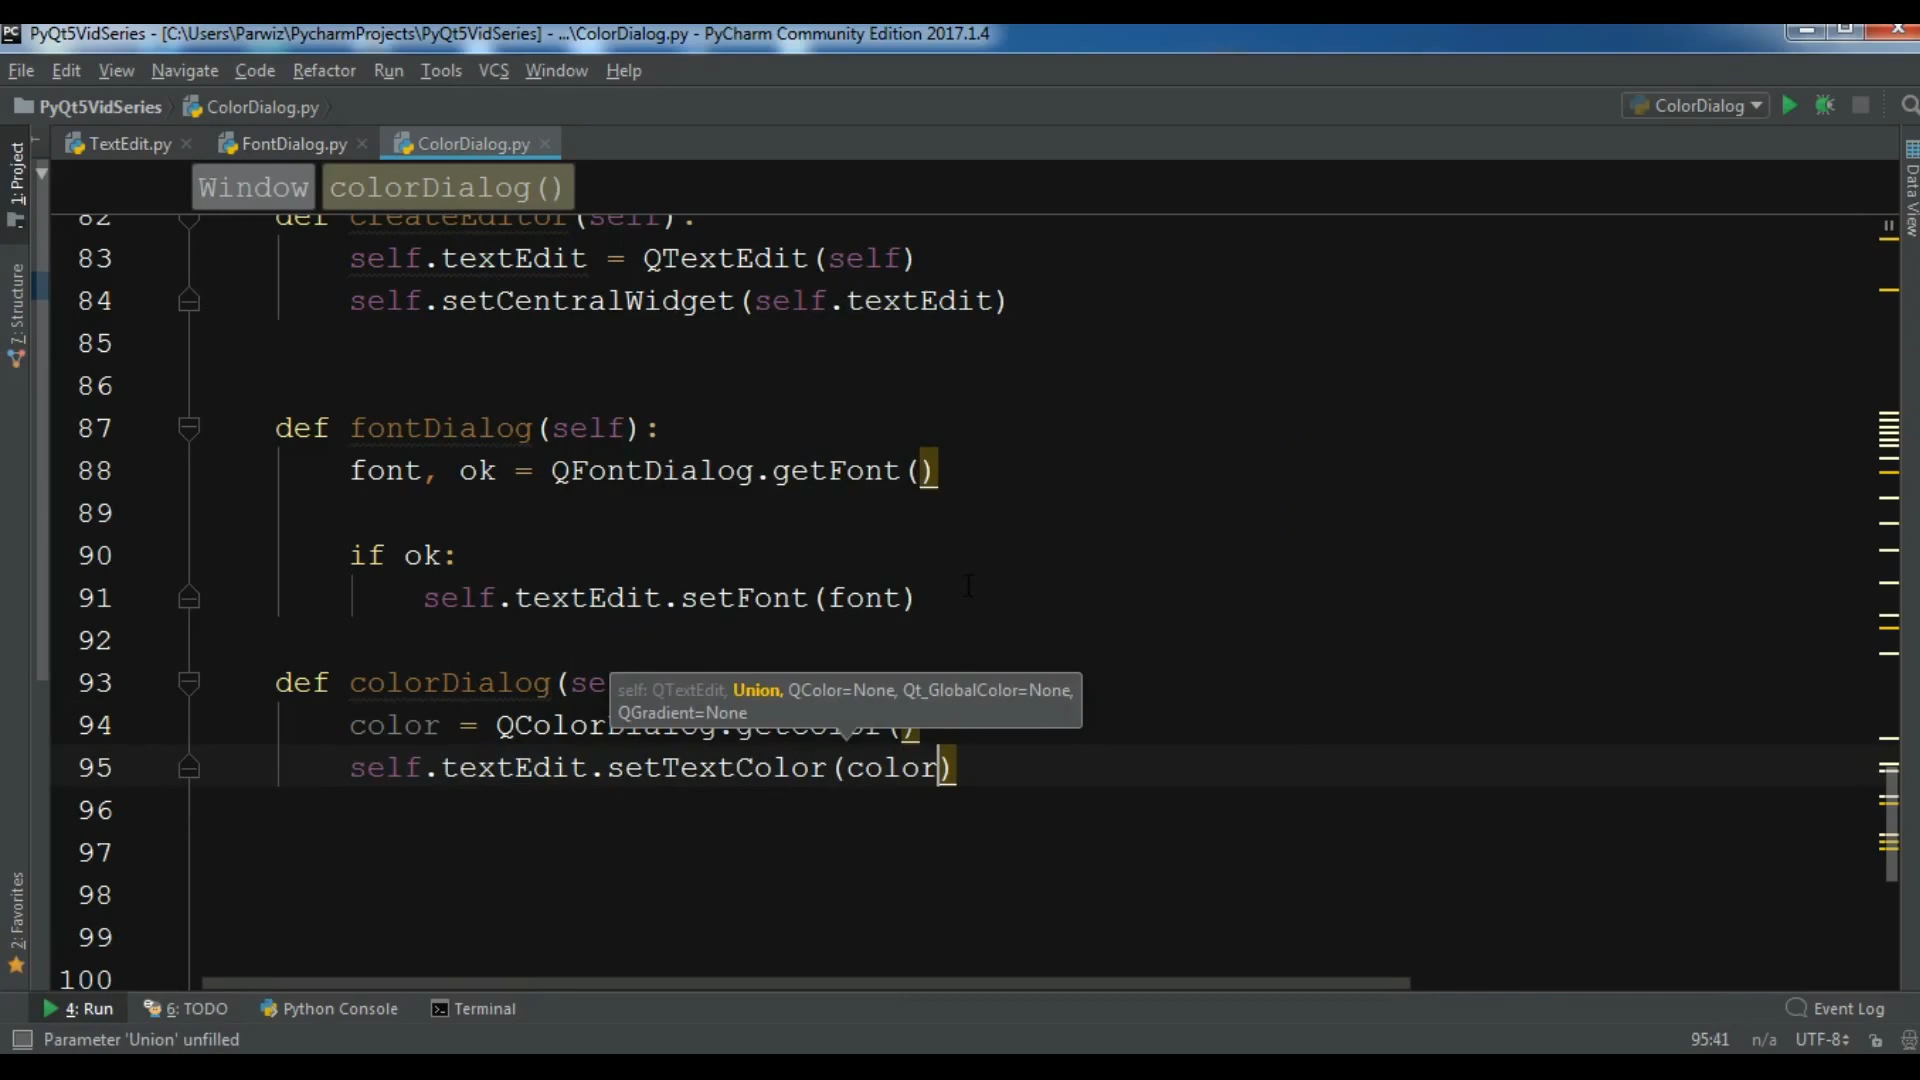 PC PyQt5VidSeries - [C:\Users\Parwiz\PycharmProjects\PyQt5VidSeries] - ...\ColorDialog.py - PyCharm Community Edition 2017.1.4
File Edit View Navigate Code Refactor Run Tools VCS Window Help
PyQt5VidSeries ColorDialog.py ColorDialog
TextEdit.py FontDialog.py ColorDialog.py
1: Project
7: Structure
2: Favorites
Data View
Window colorDialog()
82 def createEditor(self):
83 self.textEdit = QTextEdit(self)
84 self.setCentralWidget(self.textEdit)
85
86
87 def fontDialog(self):
88 font, ok = QFontDialog.getFont()
89
90 if ok:
91 self.textEdit.setFont(font)
92
93 def colorDialog(se
self: QTextEdit, Union, QColor=None, Qt_GlobalColor=None,
QGradient=None
94 color = QColorDialog.getColor()
95 self.textEdit.setTextColor(color)
96
97
98
99
100
4: Run 6: TODO Python Console Terminal Event Log
Parameter 'Union' unfilled 95:41 n/a UTF-8